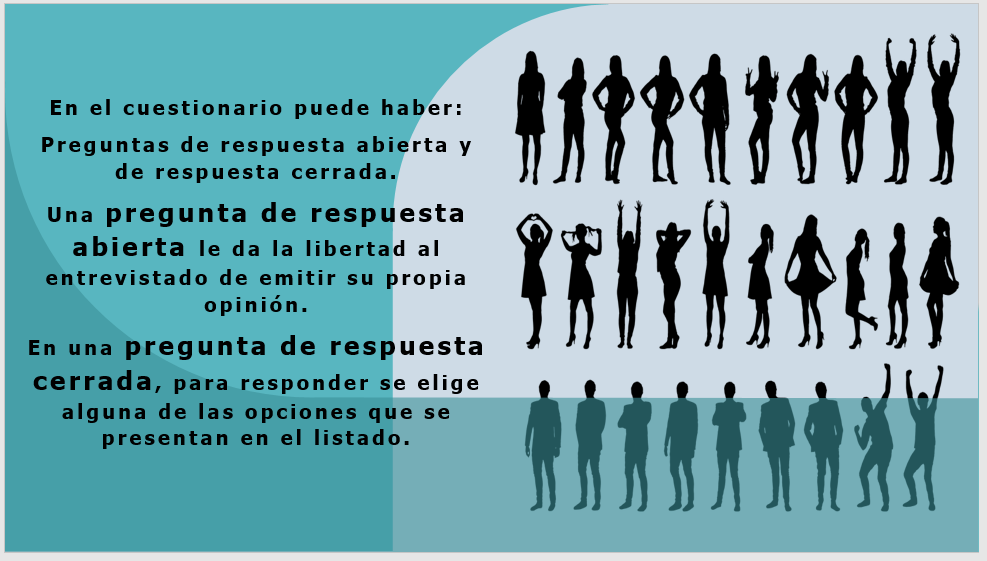 En el cuestionario puede haber:
Preguntas de respuesta abierta y
de respuesta cerrada.
Una pregunta de respuesta
abierta le da la libertad al
entrevistado de emitir su propia
opinión.
En una pregunta de respuesta
cerrada, para responder se elige
alguna de las opciones que se
presentan en el listado.